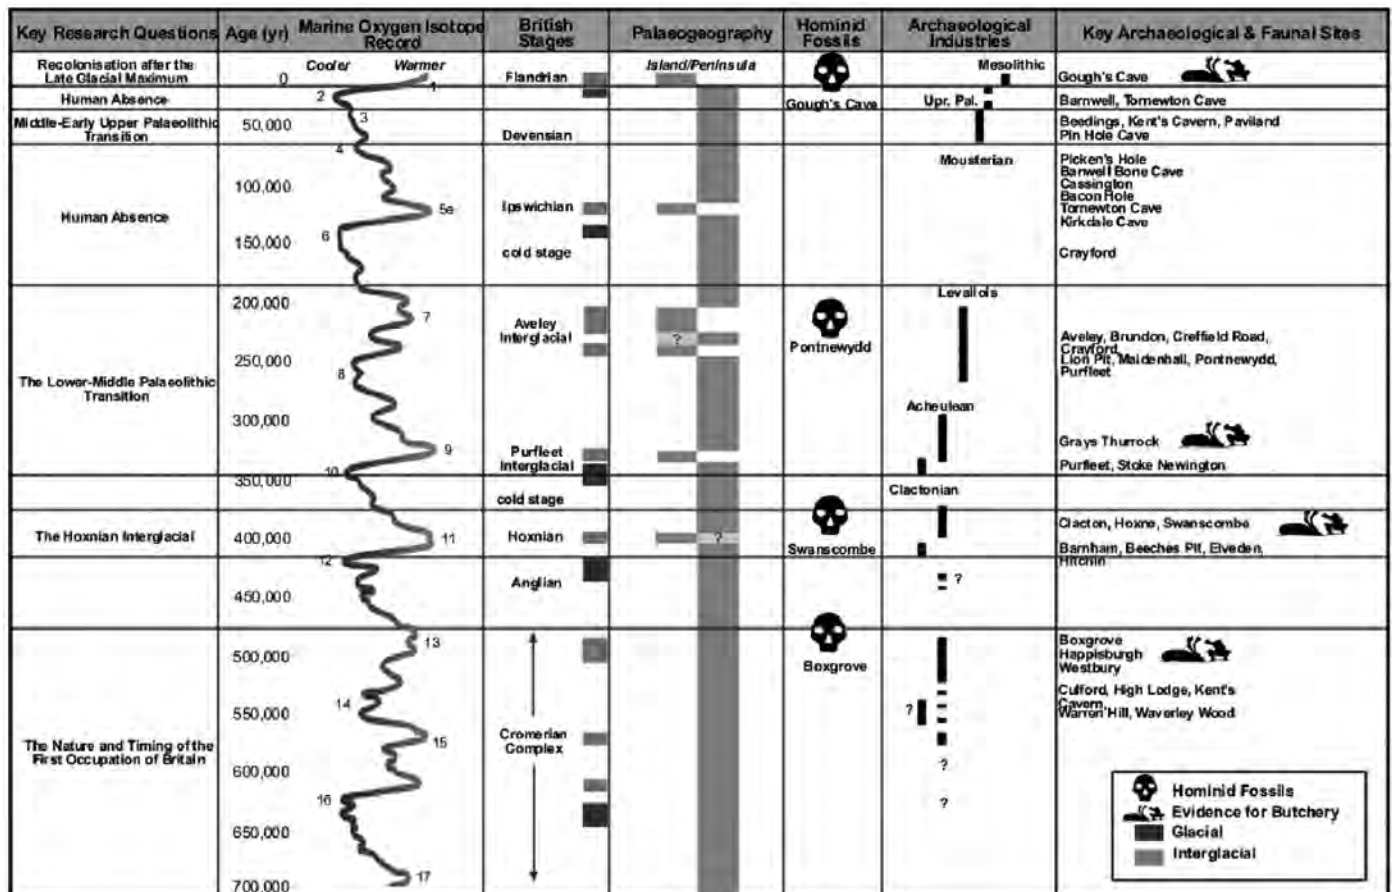 Key Research Questions
Age (yr)
Marine Oxygen Isotope
Record
British
Stages
Palaeogeography
Hominid
Fossils
Archaeological
Industries
Key Archaeological & Faunal Sites
Recolonisation after the
Late Glacial Maximum
Human Absence
Middle-Early Upper Palaeolithic
Transition
Human Absence
The Lower-Middle Palaeolithic
Transition
The Hoxnian Interglacial
The Nature and Timing of the
First Occupation of Britain
0
50,000
100,000
150,000
200,000
250,000
300,000
350,000
400,000
450,000
500,000
550,000
600,000
650,000
700,000
Cooler Warmer
1
2
3
4
5e
6
7
8
9
10
11
12
13
14
15
16
17
Flandrian
Devensian
Ipswichian
cold stage
Aveley
Interglacial
Purfleet
Interglacial
cold stage
Hoxnian
Anglian
Cromerian
Complex
Island/Peninsula
?
?
Gough's Cave
Pontnewydd
Swanscombe
Boxgrove
Mesolithic
Upr. Pal.
Mousterian
Levallois
Acheulean
Clactonian
?
?
?
?
Gough's Cave
Barnwell, Tornewton Cave
Beedings, Kent's Cavern, Paviland
Pin Hole Cave
Picken's Hole
Banwell Bone Cave
Cassington
Bacon Hole
Tornewton Cave
Kirkdale Cave
Crayford
Aveley, Brundon, Creffield Road,
Crayford,
Lion Pit, Maidenhall, Pontnewydd,
Purfleet
Grays Thurrock
Purfleet, Stoke Newington
Clacton, Hoxne, Swanscombe
Barnham, Beeches Pit, Elveden,
Hitchin
Boxgrove
Happisburgh
Westbury
Cufford, High Lodge, Kent's
Cavern,
Warren Hill, Waverley Wood
Hominid Fossils
Evidence for Butchery
Glacial
Interglacial